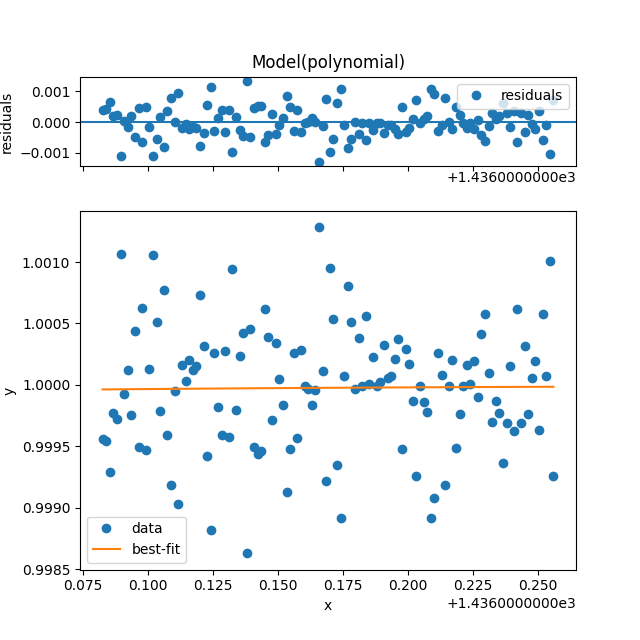 Model(polynomial)
residuals
0.001
0.000
−0.001
residuals
+1.4360000000e3
y
1.0010
1.0005
1.0000
0.9995
0.9990
0.9985
data
best-fit
0.075 0.100 0.125 0.150 0.175 0.200 0.225 0.250
x
+1.4360000000e3